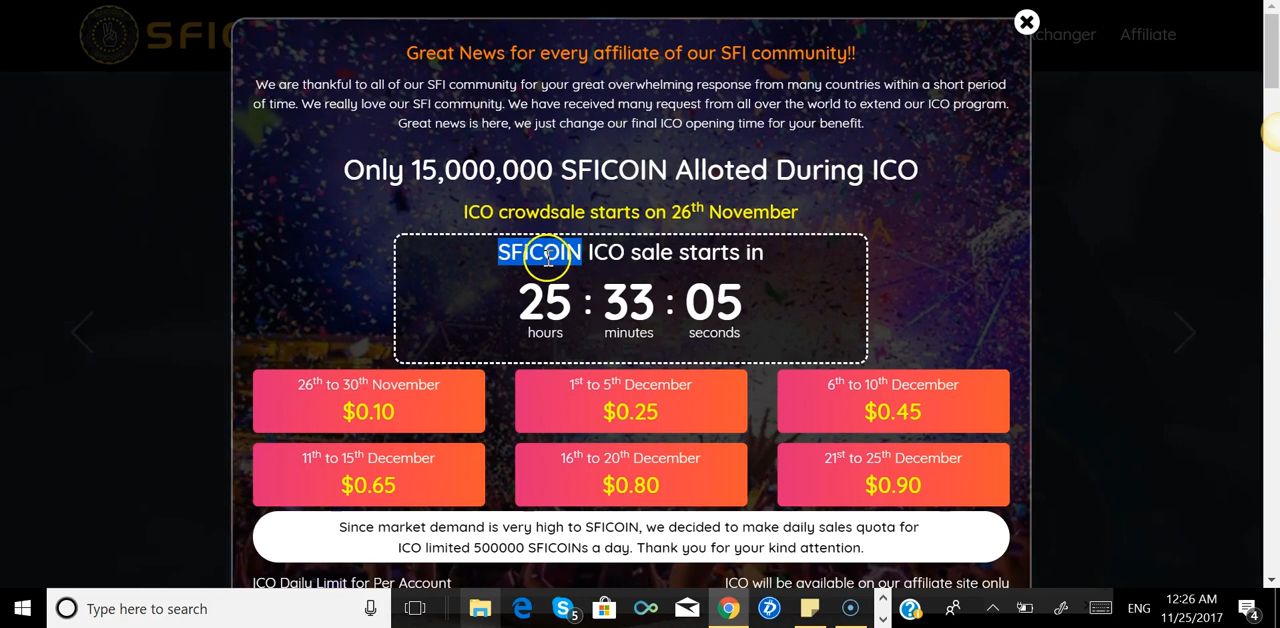 SFIC
xchanger
Affiliate
Great News for every affiliate of our SFI community!!
We are thankful to all of our SFI community for your great overwhelming response from many countries within a short period
of time. We really love our SFI community. We have received many request from all over the world to extend our ICO program.
Great news is here, we just change our final ICO opening time for your benefit.
Only 15,000,000 SFICOIN Alloted During ICO
ICO crowdsale starts on 26th November
SFICOIN ICO sale starts in
25 : 33 : 05
hours minutes seconds
26th to 30th November
$0.10
1st to 5th December
$0.25
6th to 10th December
$0.45
11th to 15th December
$0.65
16th to 20th December
$0.80
21st to 25th December
$0.90
Since market demand is very high to SFICOIN, we decided to make daily sales quota for
ICO limited 500000 SFICOINs a day. Thank you for your kind attention.
ICO Daily Limit for Per Account
ICO will be available on our affiliate site only
Type here to search
5
ENG
12:26 AM
11/25/2017
4